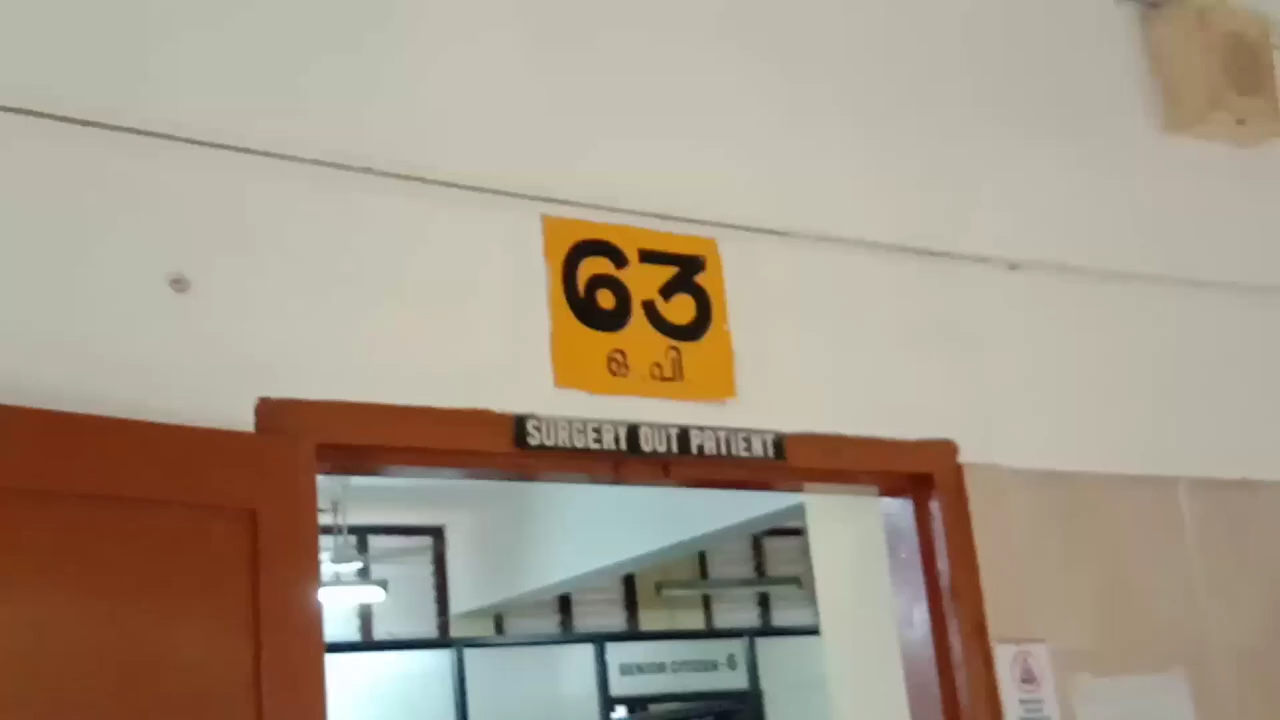 63
ഒ.പി.
SURGERY OUT PATIENT
SENIOR CITIZEN-6